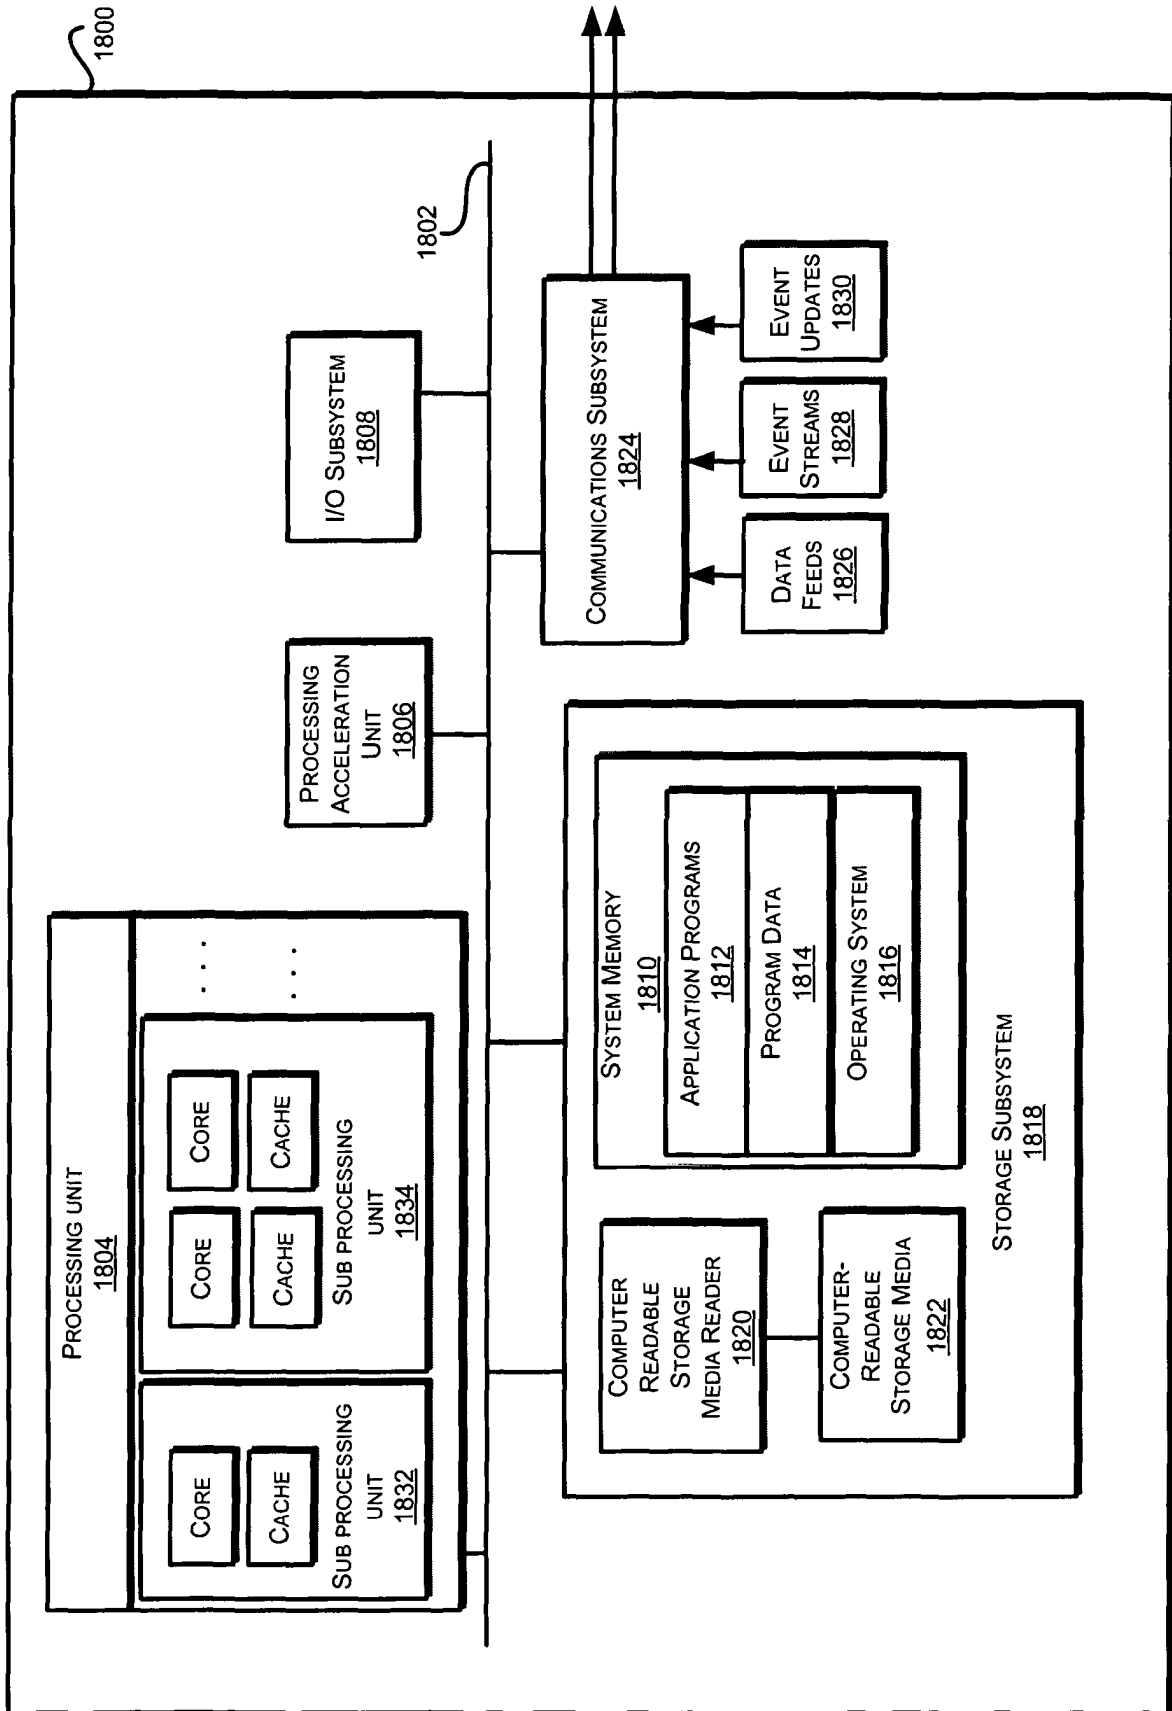 1800
PROCESSING UNIT
1804
CORE
CACHE
SUB PROCESSING
UNIT
1832
CORE
CORE
CACHE
CACHE
SUB PROCESSING
UNIT
1834
. . .
. . .
PROCESSING
ACCELERATION
UNIT
1806
I/O SUBSYSTEM
1808
1802
COMPUTER
READABLE
STORAGE
MEDIA READER
1820
COMPUTER-
READABLE
STORAGE MEDIA
1822
SYSTEM MEMORY
1810
APPLICATION PROGRAMS
1812
PROGRAM DATA
1814
OPERATING SYSTEM
1816
STORAGE SUBSYSTEM
1818
COMMUNICATIONS SUBSYSTEM
1824
DATA
FEEDS
1826
EVENT
STREAMS
1828
EVENT
UPDATES
1830